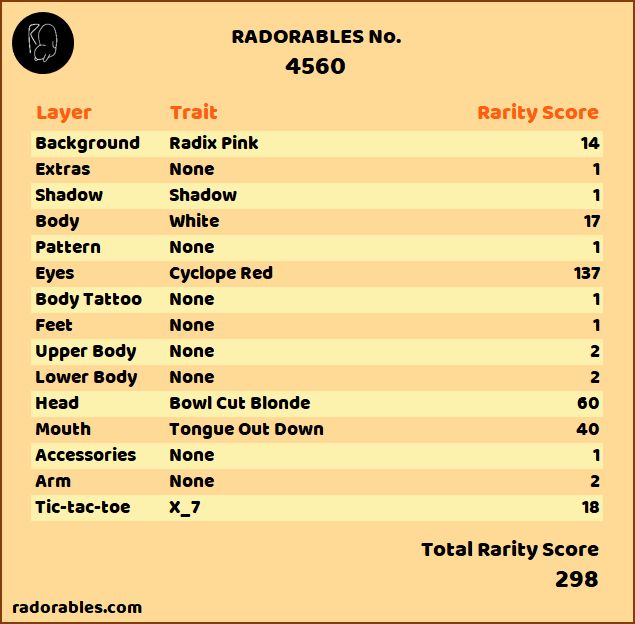 RADORABLES No.
4560
Layer Trait Rarity Score
Background Radix Pink 14
Extras None 1
Shadow Shadow 1
Body White 17
Pattern None 1
Eyes Cyclope Red 137
Body Tattoo None 1
Feet None 1
Upper Body None 2
Lower Body None 2
Head Bowl Cut Blonde 60
Mouth Tongue Out Down 40
Accessories None 1
Arm None 2
Tic-tac-toe X_7 18
Total Rarity Score
298
radorables.com